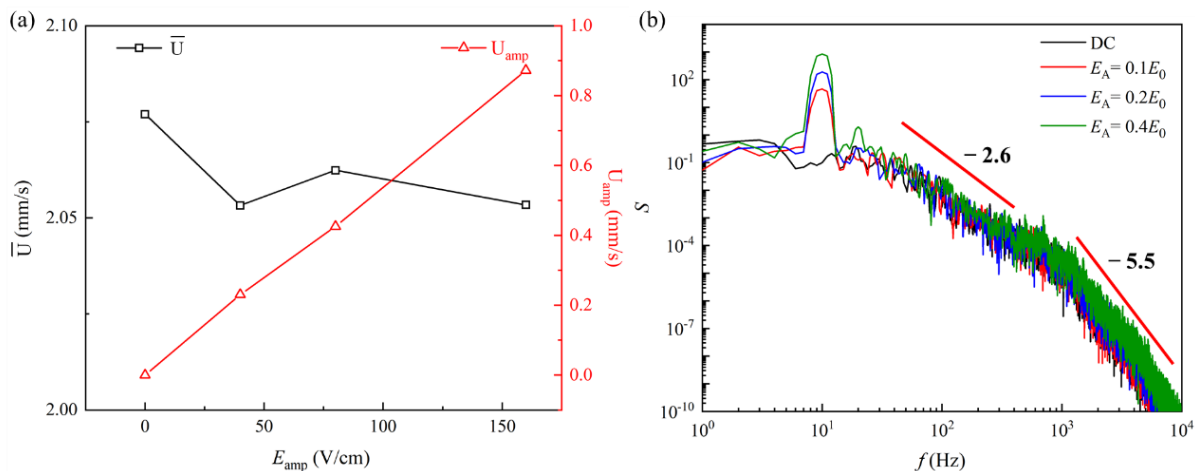 (a)
U̅
U_amp
2.10
2.05
2.00
U̅ (mm/s)
1.0
0.8
0.6
0.4
0.2
0.0
U_amp (mm/s)
0
50
100
150
E_amp (V/cm)
(b)
DC
E_A = 0.1E_0
E_A = 0.2E_0
E_A = 0.4E_0
10^2
10^-1
10^-4
10^-7
10^-10
S
− 2.6
− 5.5
10^0
10^1
10^2
10^3
10^4
f (Hz)